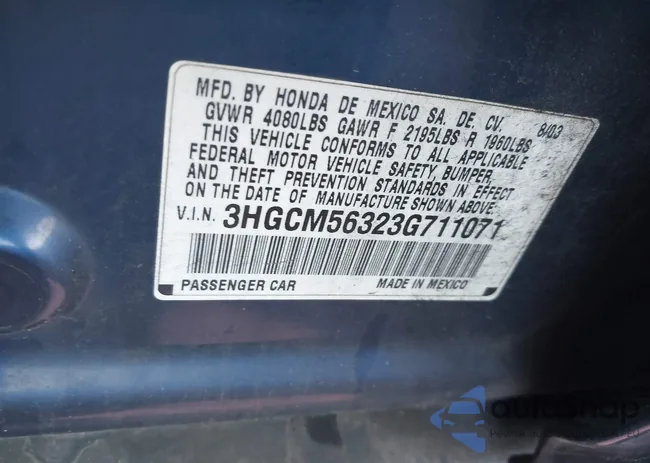 MFD. BY HONDA DE MEXICO SA. DE. CV. 8/03
GVWR 4080LBS GAWR F 2195LBS R 1960LBS
THIS VEHICLE CONFORMS TO ALL APPLICABLE
FEDERAL MOTOR VEHICLE SAFETY, BUMPER,
AND THEFT PREVENTION STANDARDS IN EFFECT
ON THE DATE OF MANUFACTURE SHOWN ABOVE.
V.I.N. 3HGCM56323G711071
PASSENGER CAR MADE IN MEXICO